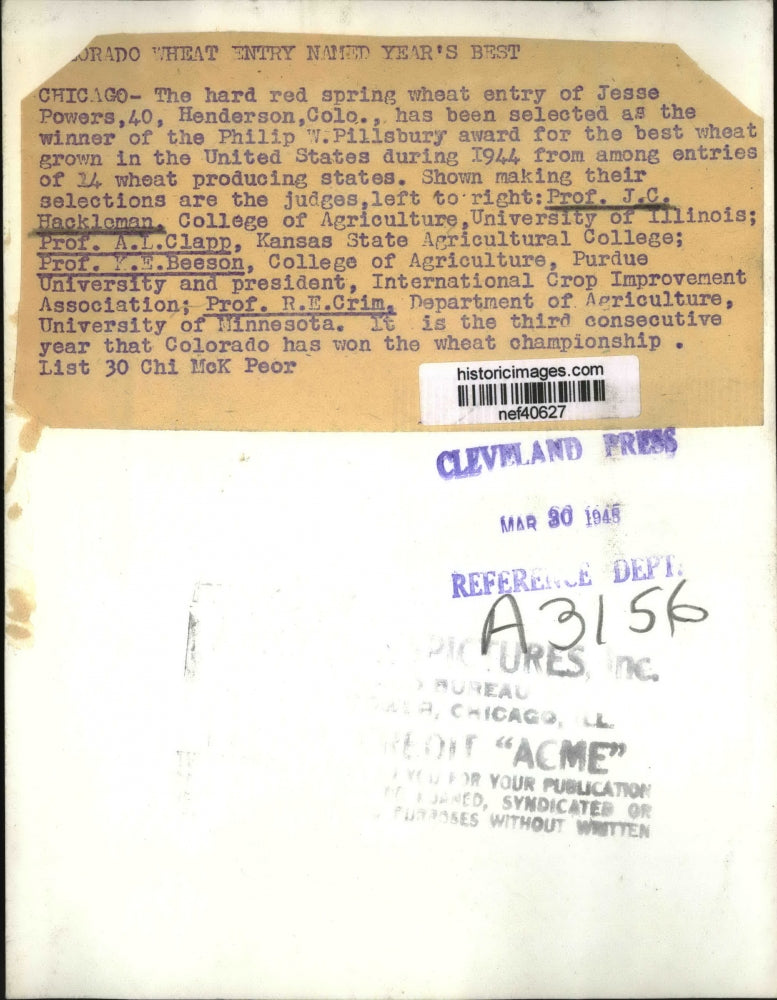 ORADO WHEAT ENTRY NAMED YEAR'S BEST
CHICAGO- The hard red spring wheat entry of Jesse
Powers,40, Henderson,Colo., has been selected as the
winner of the Philip W.Pillsbury award for the best wheat
grown in the United States during 1944 from among entries
of 14 wheat producing states. Shown making their
selections are the judges,left to right:Prof. J.C.
Hackleman, College of Agriculture,University of Illinois;
Prof. A.L.Clapp, Kansas State Agricultural College;
Prof. K.E.Beeson, College of Agriculture, Purdue
University and president, International Crop Improvement
Association; Prof. R.E.Crim, Department of Agriculture,
University of Minnesota. It is the third consecutive
year that Colorado has won the wheat championship .
List 30 Chi McK Peor
historicimages.com
nef40627
CLEVELAND PRESS
MAR 30 1945
REFERENCE DEPT.
A3156
PICTURES, Inc.
BUREAU
CHICAGO, ILL.
"ACME"
YOU FOR YOUR PUBLICATION
SYNDICATED OR
PURPOSES WITHOUT WRITTEN